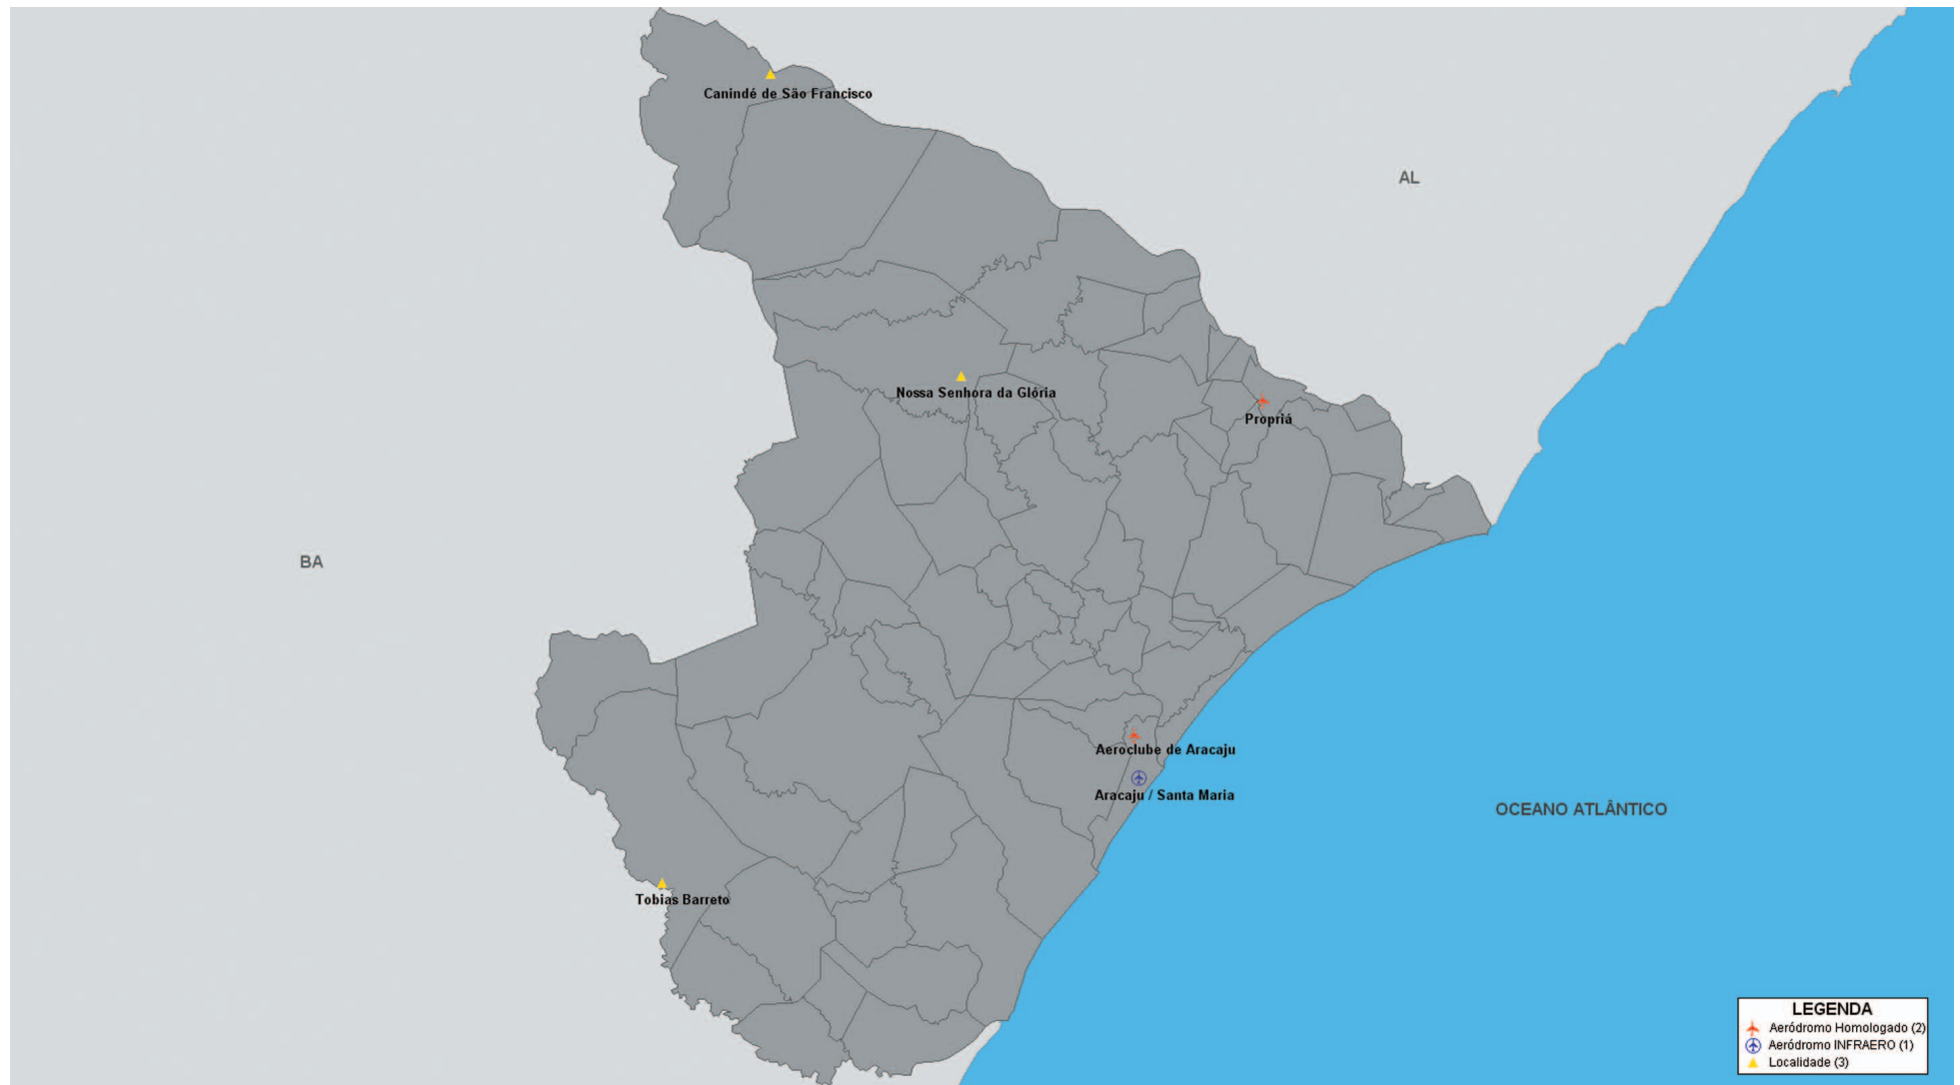 Canindé de São Francisco
AL
Nossa Senhora da Glória
Propriá
BA
Aeroclube de Aracaju
Aracaju / Santa Maria
OCEANO ATLÂNTICO
Tobias Barreto
LEGENDA
Aeródromo Homologado (2)
Aeródromo INFRAERO (1)
Localidade (3)